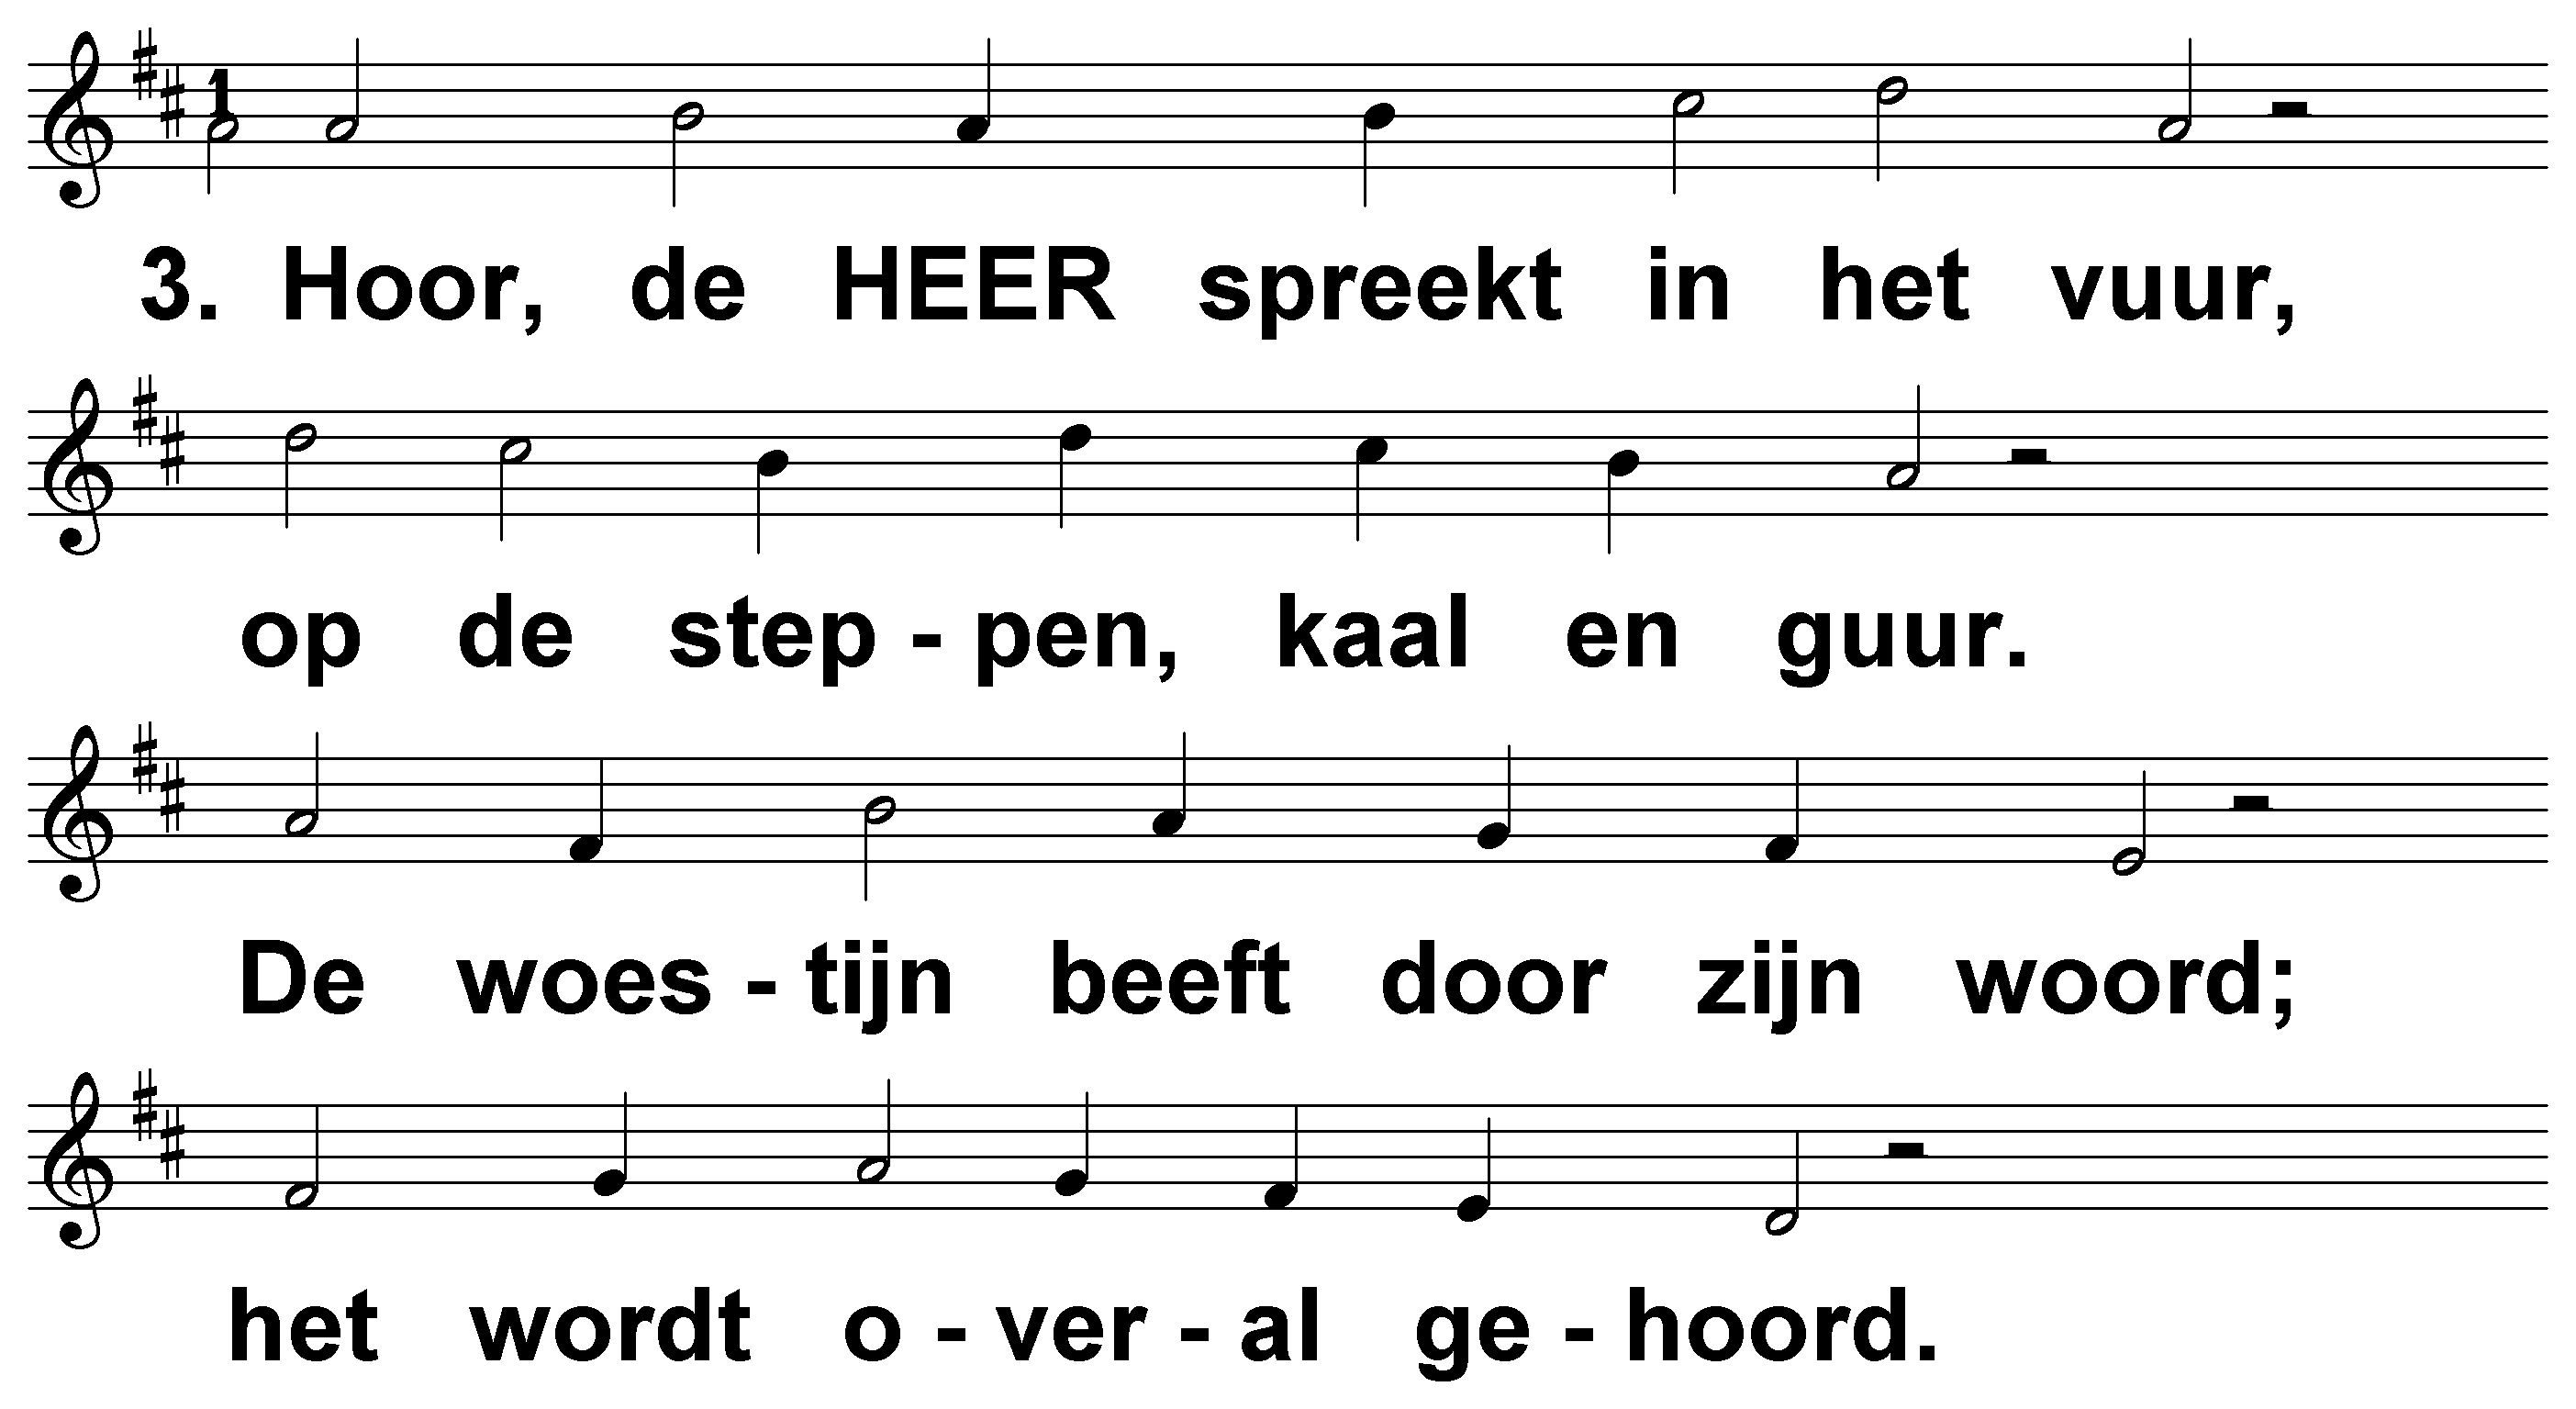 1
3. Hoor, de HEER spreekt in het vuur,
op de step - pen, kaal en guur.
De woes - tijn beeft door zijn woord;
het wordt o - ver - al ge - hoord.